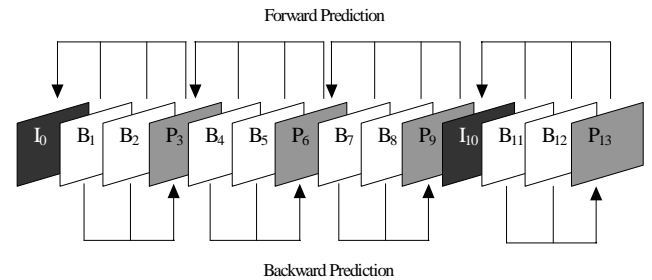 Forward Prediction
I₀ B₁ B₂ P₃ B₄ B₅ P₆ B₇ B₈ P₉ I₁₀ B₁₁ B₁₂ P₁₃
Backward Prediction